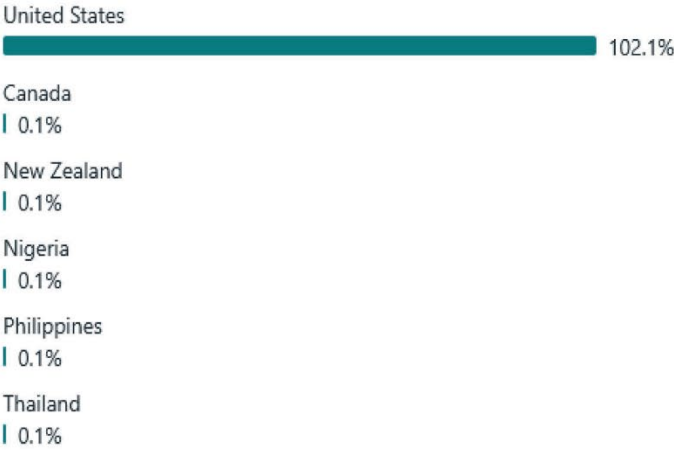 United States
102.1%
Canada
0.1%
New Zealand
0.1%
Nigeria
0.1%
Philippines
0.1%
Thailand
0.1%